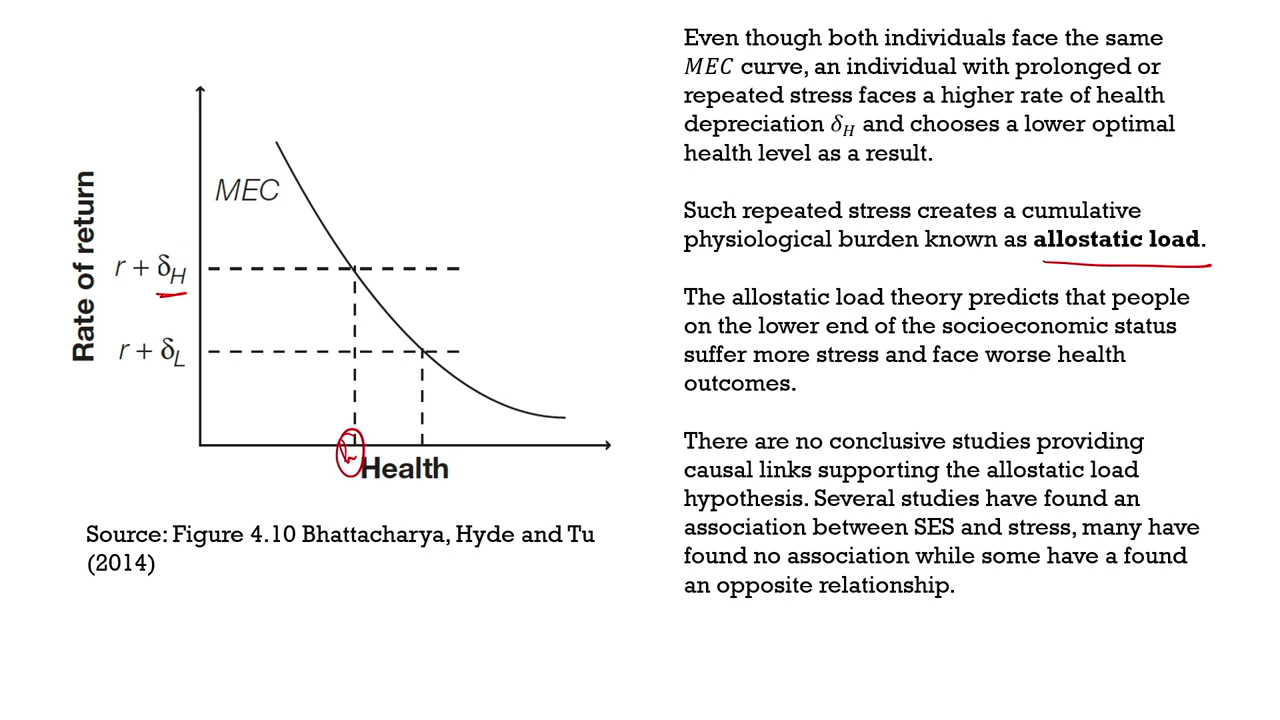 Even though both individuals face the same
MEC curve, an individual with prolonged or
repeated stress faces a higher rate of health
depreciation δ_H and chooses a lower optimal
health level as a result.
Such repeated stress creates a cumulative
physiological burden known as allostatic load.
The allostatic load theory predicts that people
on the lower end of the socioeconomic status
suffer more stress and face worse health
outcomes.
There are no conclusive studies providing
causal links supporting the allostatic load
hypothesis. Several studies have found an
association between SES and stress, many have
found no association while some have a found
an opposite relationship.
Rate of return
MEC
r + δ_H
r + δ_L
Health
Source: Figure 4.10 Bhattacharya, Hyde and Tu
(2014)